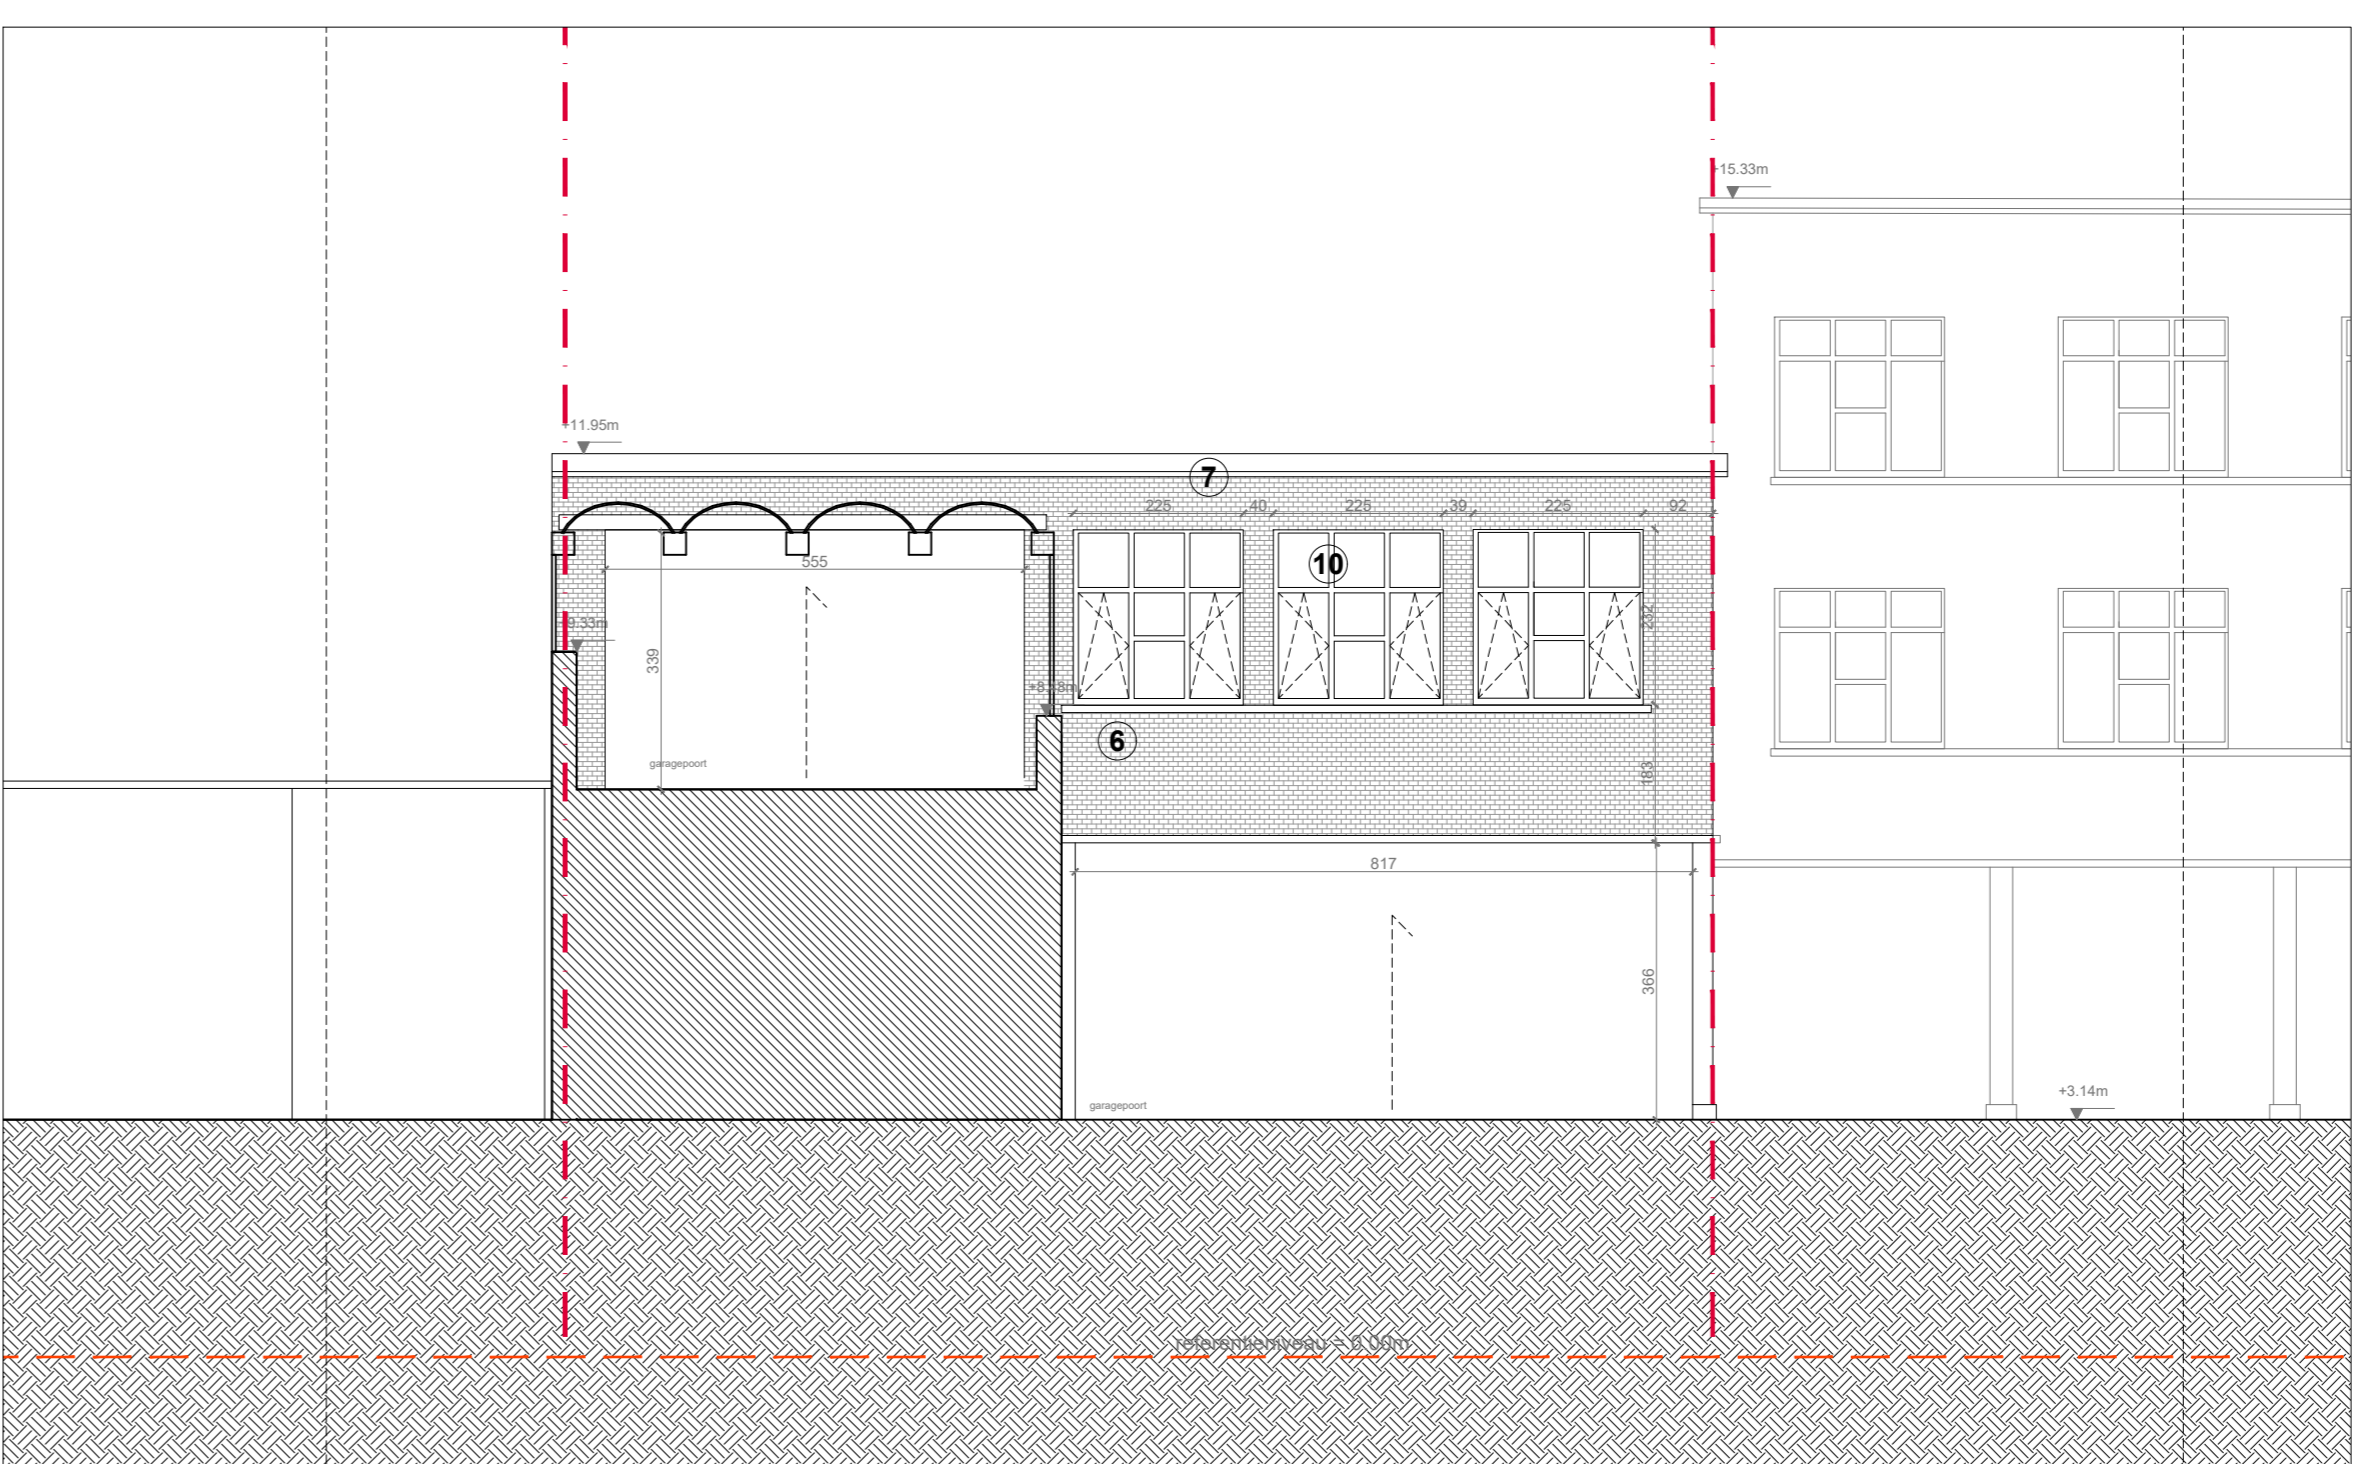 +15.33m
+11.95m
7
225 40 225 39 225 92
10
555
232
+9.33m
339
6
garagepoort
183
817
366
+3.14m
garagepoort
referentieniveau = 0.00m